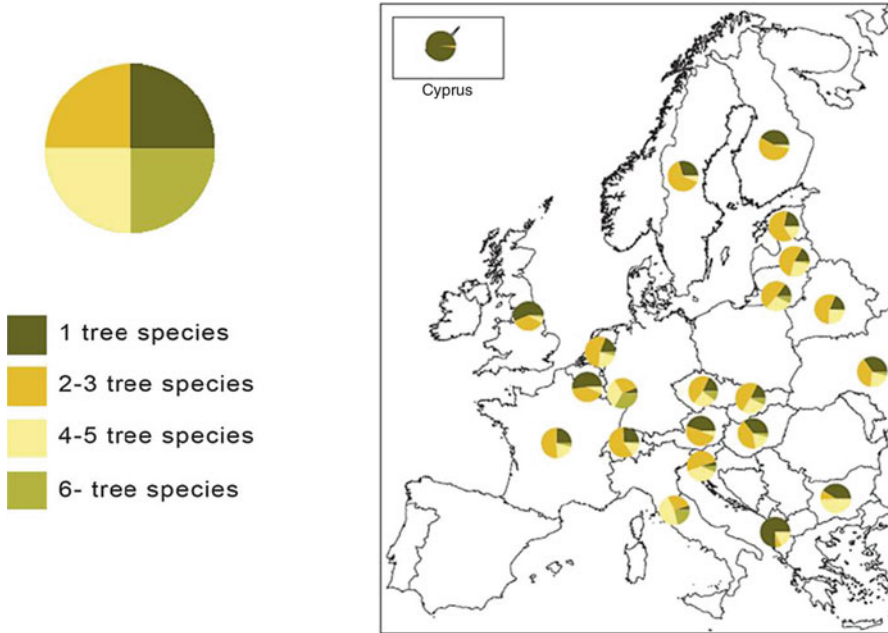 Cyprus
1 tree species
2-3 tree species
4-5 tree species
6- tree species